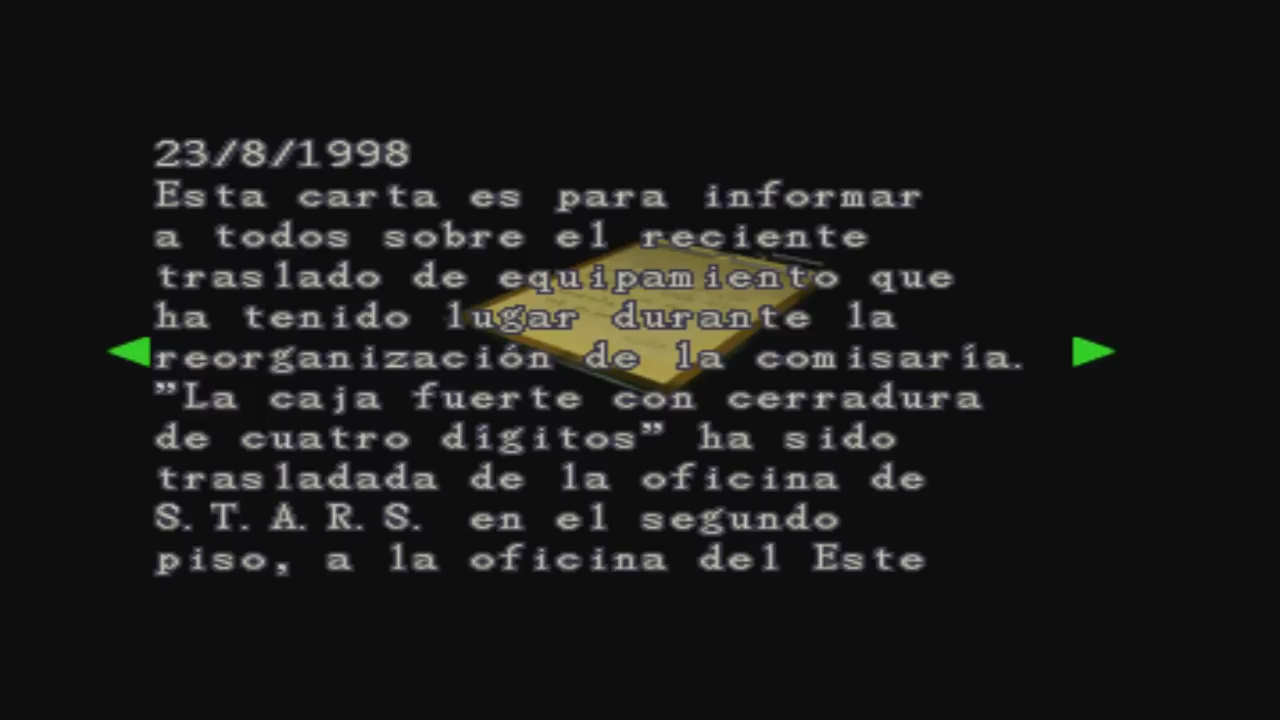 23/8/1998
Esta carta es para informar
a todos sobre el reciente
traslado de equipamiento que
ha tenido lugar durante la
reorganización de la comisaría.
"La caja fuerte con cerradura
de cuatro dígitos" ha sido
trasladada de la oficina de
S.T.A.R.S. en el segundo
piso, a la oficina del Este